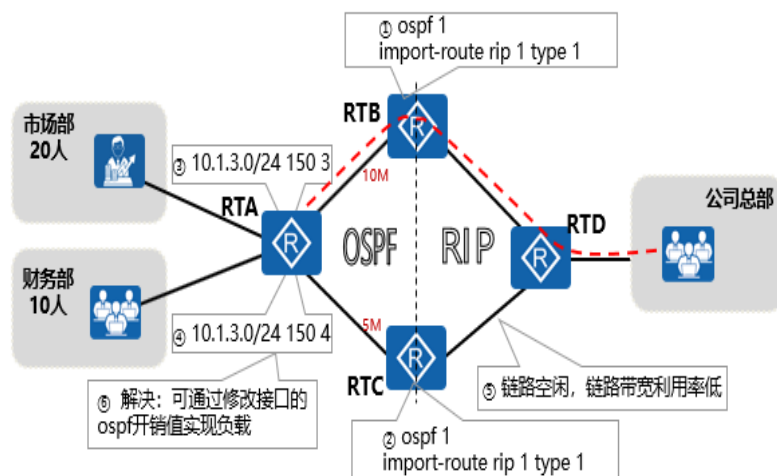 ① ospf 1
import-route rip 1 type 1
市场部
20人
RTB
③ 10.1.3.0/24 150 3
10M
公司总部
RTA
RTD
R
R
OSPF
RIP
R
财务部
10人
④ 10.1.3.0/24 150 4
5M
R
RTC
⑤ 链路空闲，链路带宽利用率低
⑥ 解决：可通过修改接口的
ospf开销值实现负载
② ospf 1
import-route rip 1 type 1